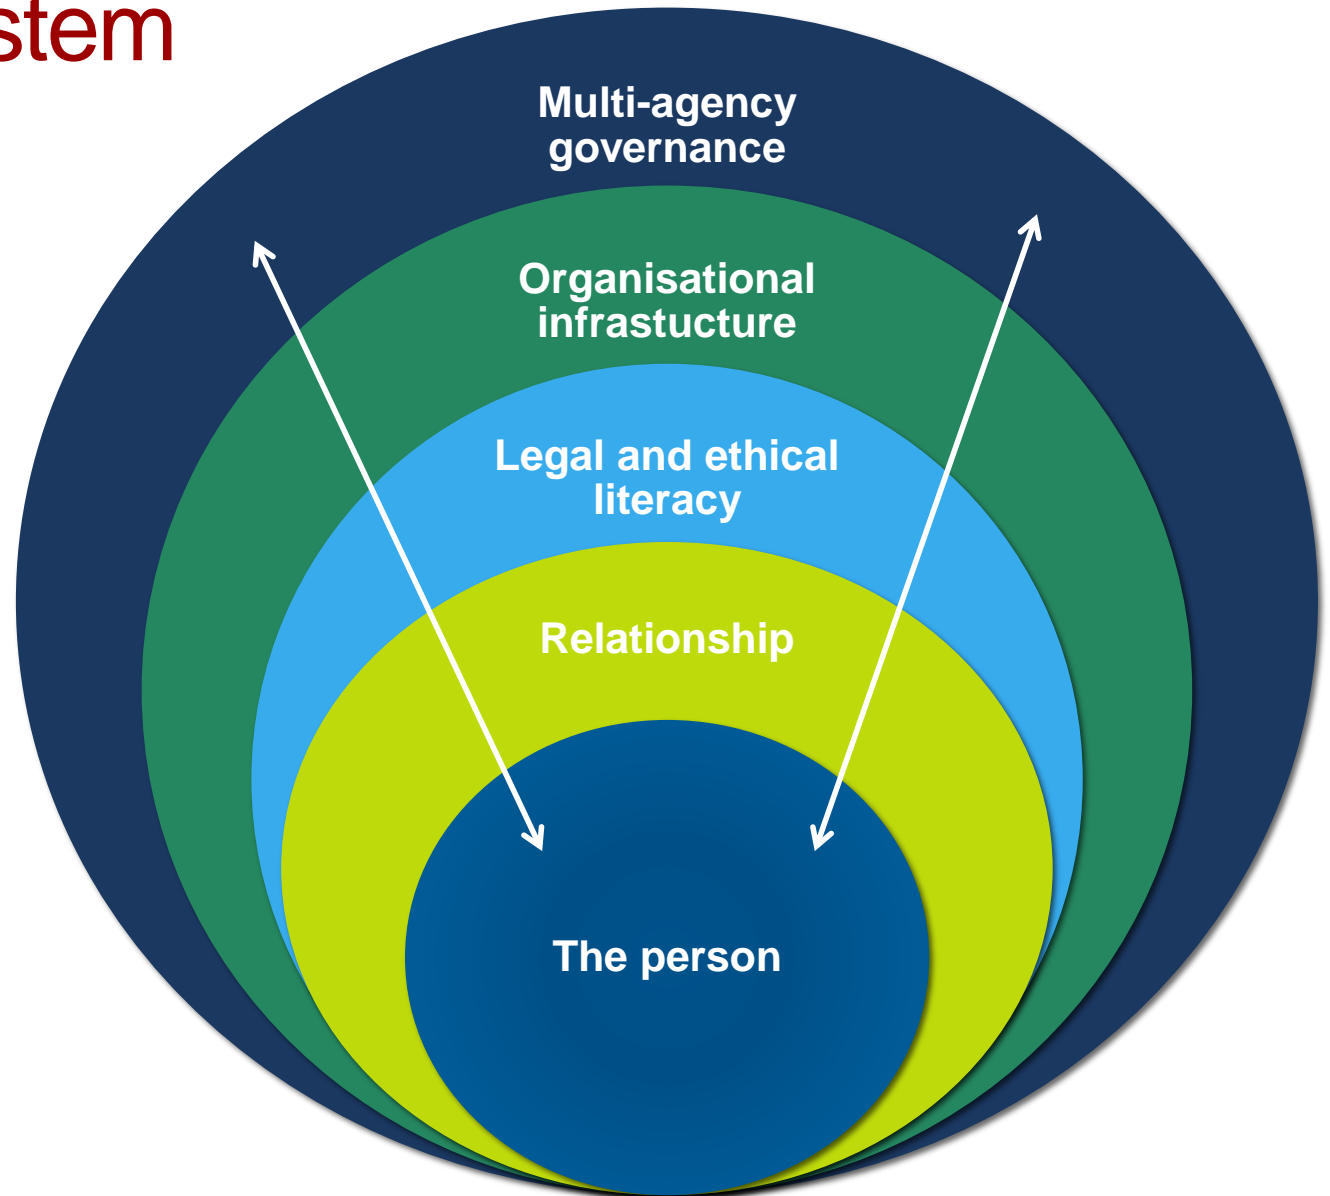 stem
Multi-agency
governance
Organisational
infrastucture
Legal and ethical
literacy
Relationship
The person